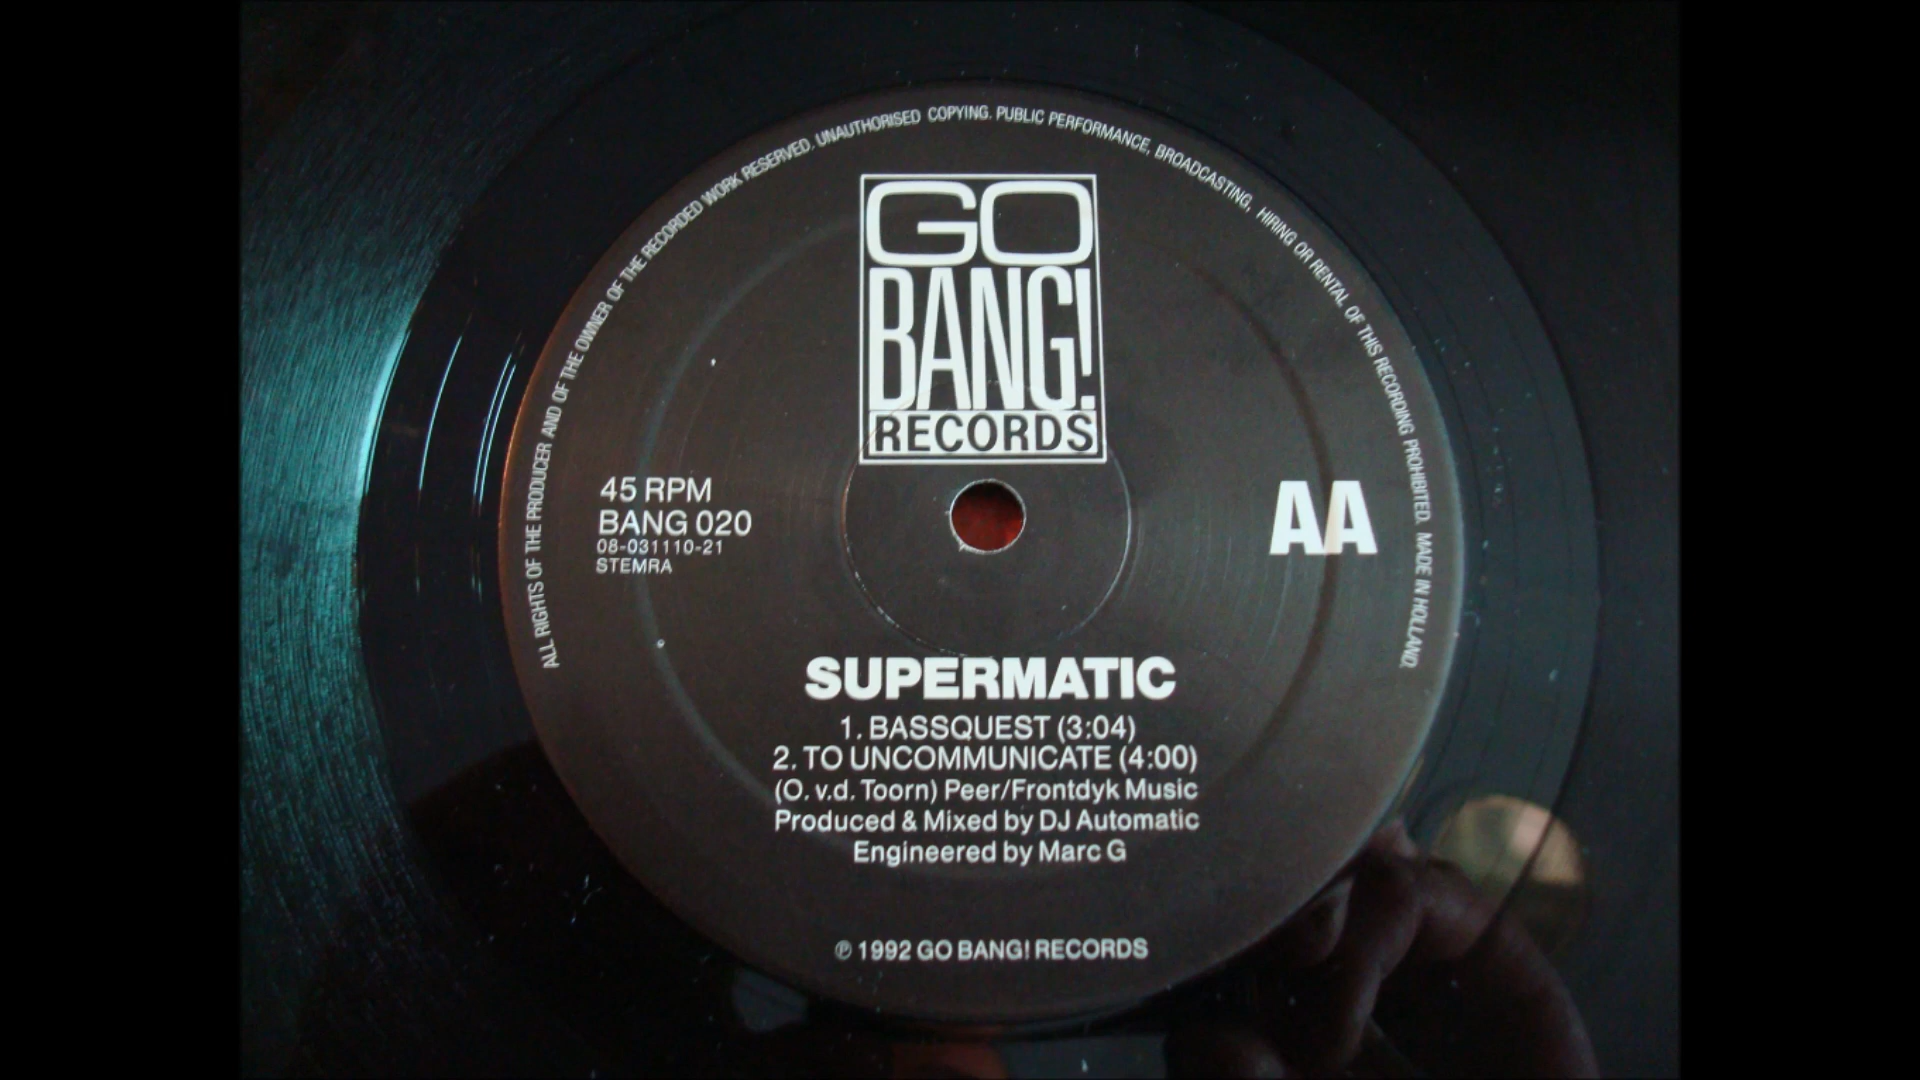 ALL RIGHTS OF THE PRODUCER AND OF THE OWNER OF THE RECORDED WORK RESERVED. UNAUTHORISED COPYING. PUBLIC PERFORMANCE, BROADCASTING, HIRING OR RENTAL OF THIS RECORDING PROHIBITED. MADE IN HOLLAND.
GO
BANG!
RECORDS
45 RPM
BANG 020
08-031110-21
STEMRA
AA
SUPERMATIC
1. BASSQUEST (3:04)
2. TO UNCOMMUNICATE (4:00)
(O. v.d. Toorn) Peer/Frontdyk Music
Produced & Mixed by DJ Automatic
Engineered by Marc G
℗ 1992 GO BANG! RECORDS